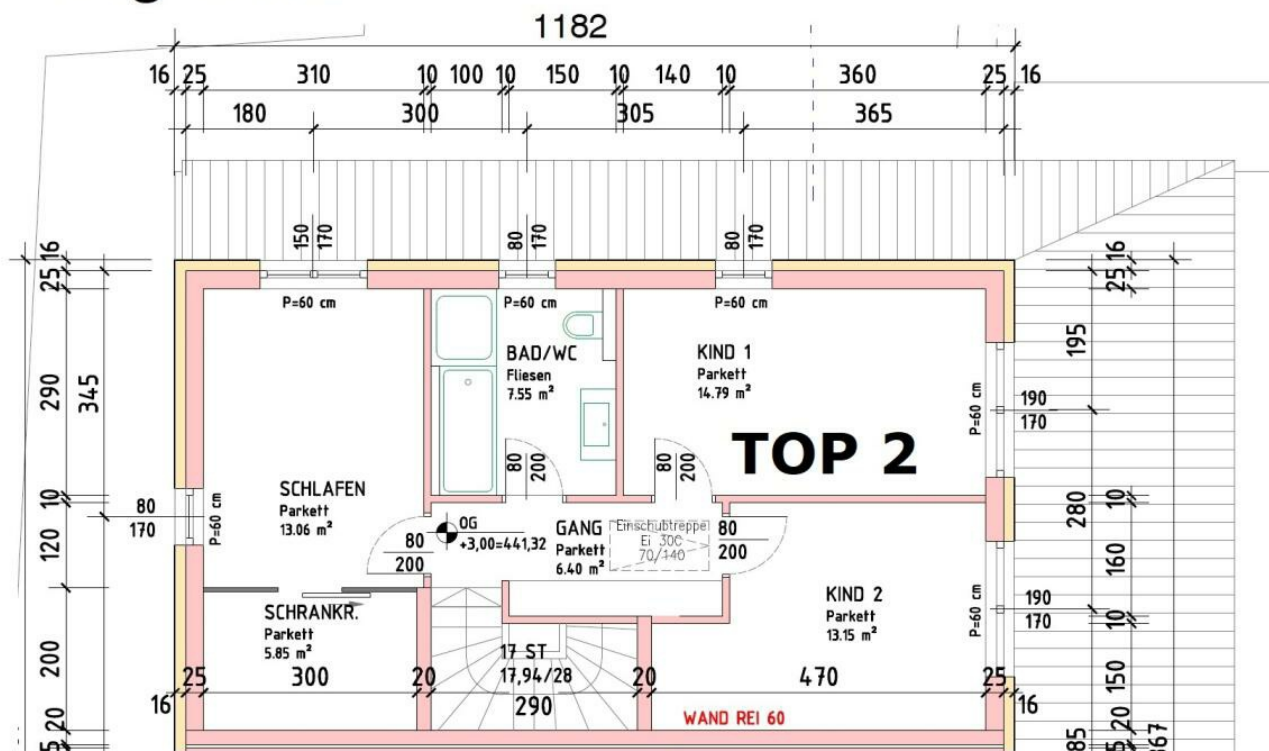 1182
16 25 310 10 100 10 150 10 140 10 360 25 16
180 300 305 365
150 170
80 170
80 170
P=60 cm
P=60 cm
P=60 cm
16
25
290
345
10
120
200
20
16
25
195
280
10
160
10
150
20
85
67
BAD/WC
Fliesen
7.55 m²
KIND 1
Parkett
14.79 m²
P=60 cm
190
170
TOP 2
80 200
80 200
SCHLAFEN
Parkett
13.06 m²
80
170
P=60 cm
OG
+3,00=441,32
80
200
GANG
Parkett
6.40 m²
Einschubtreppe
Ei 30C
70/140
80
200
KIND 2
Parkett
13.15 m²
P=60 cm
190
170
SCHRANKR.
Parkett
5.85 m²
17 ST
17,94/28
16 25 300 20 290 20 470 25 16
WAND REI 60